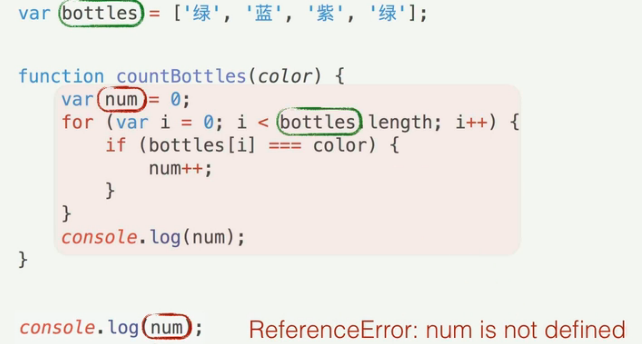 var bottles = ['绿', '蓝', '紫', '绿'];
function countBottles(color) {
var num = 0;
for (var i = 0; i < bottles.length; i++) {
if (bottles[i] === color) {
num++;
}
}
console.log(num);
}
console.log(num);  ReferenceError: num is not defined